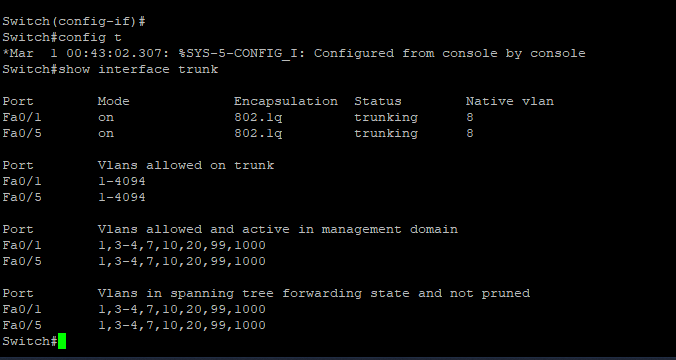 Switch(config-if)#
Switch#config t
*Mar  1 00:43:02.307: %SYS-5-CONFIG_I: Configured from console by console
Switch#show interface trunk
Port        Mode             Encapsulation  Status        Native vlan
Fa0/1       on               802.1q         trunking      8
Fa0/5       on               802.1q         trunking      8
Port        Vlans allowed on trunk
Fa0/1       1-4094
Fa0/5       1-4094
Port        Vlans allowed and active in management domain
Fa0/1       1,3-4,7,10,20,99,1000
Fa0/5       1,3-4,7,10,20,99,1000
Port        Vlans in spanning tree forwarding state and not pruned
Fa0/1       1,3-4,7,10,20,99,1000
Fa0/5       1,3-4,7,10,20,99,1000
Switch#